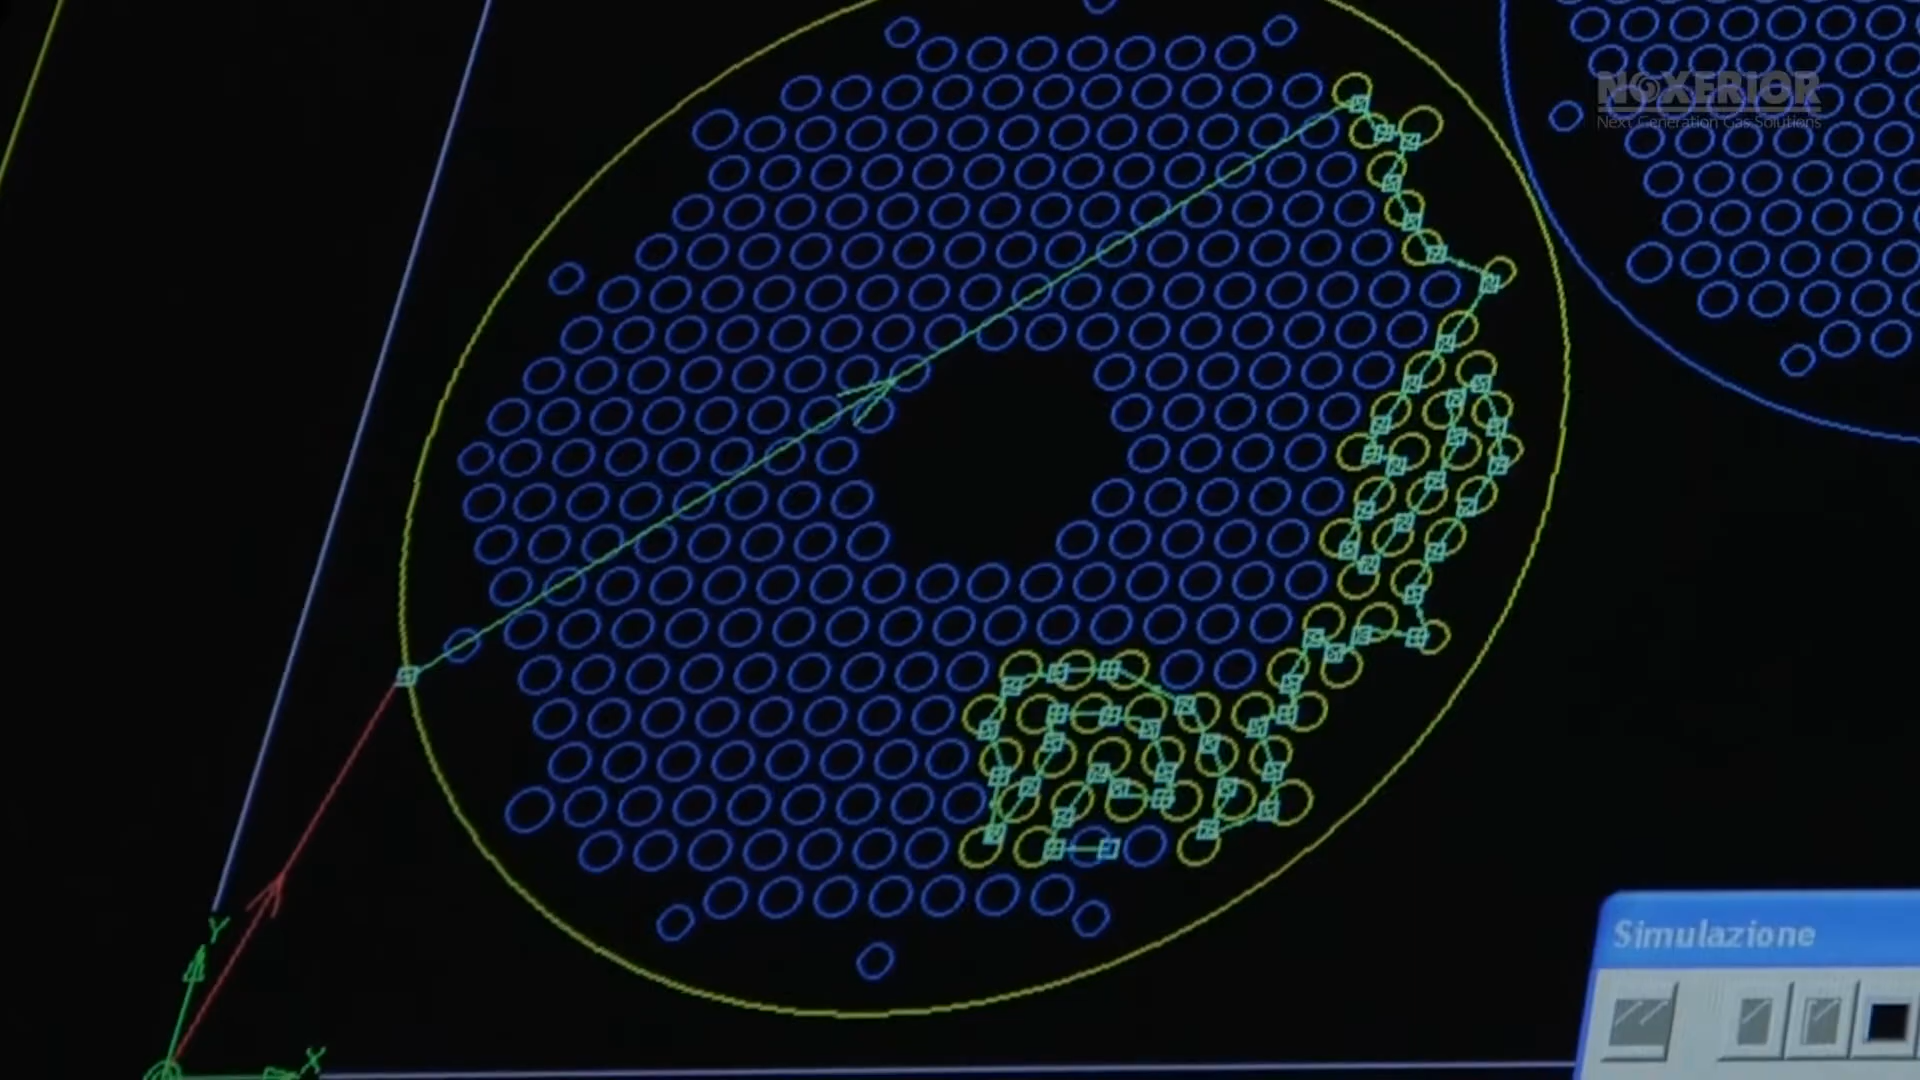 NOXERIOR
Next Generation Gas Solutions
Simulazione
Y
X